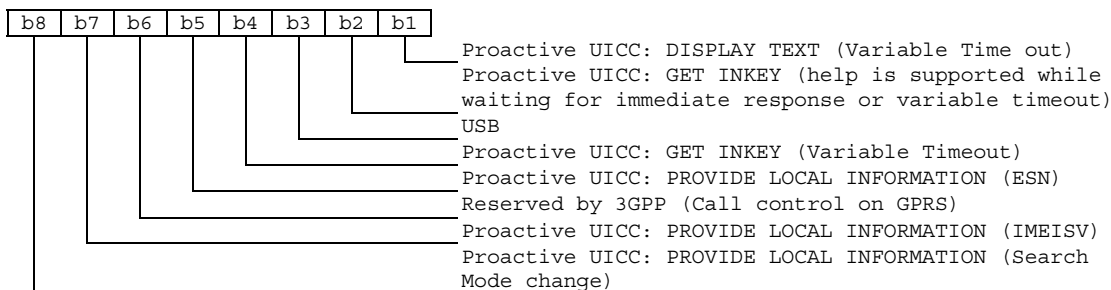 b8 b7 b6 b5 b4 b3 b2 b1
Proactive UICC: DISPLAY TEXT (Variable Time out)
Proactive UICC: GET INKEY (help is supported while
waiting for immediate response or variable timeout)
USB
Proactive UICC: GET INKEY (Variable Timeout)
Proactive UICC: PROVIDE LOCAL INFORMATION (ESN)
Reserved by 3GPP (Call control on GPRS)
Proactive UICC: PROVIDE LOCAL INFORMATION (IMEISV)
Proactive UICC: PROVIDE LOCAL INFORMATION (Search
Mode change)